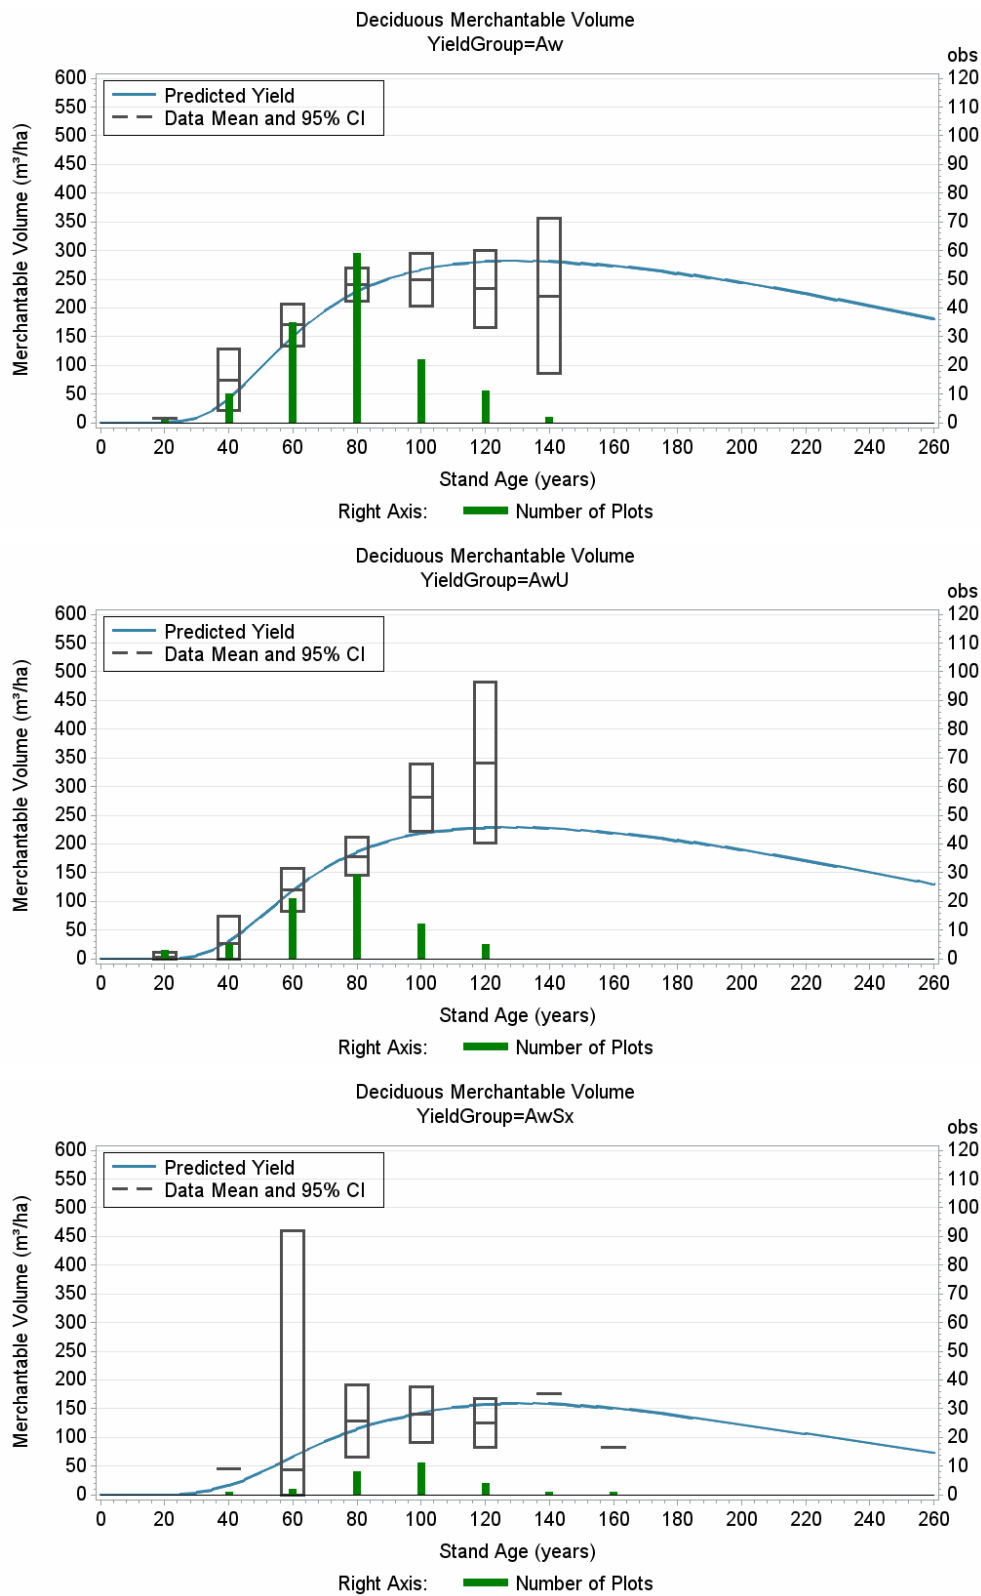 Deciduous Merchantable Volume
YieldGroup=Aw
obs
Merchantable Volume (m³/ha)
600 550 500 450 400 350 300 250 200 150 100 50 0
Predicted Yield
Data Mean and 95% CI
120 110 100 90 80 70 60 50 40 30 20 10 0
0 20 40 60 80 100 120 140 160 180 200 220 240 260
Stand Age (years)
Right Axis: Number of Plots
Deciduous Merchantable Volume
YieldGroup=AwU
obs
Merchantable Volume (m³/ha)
600 550 500 450 400 350 300 250 200 150 100 50 0
Predicted Yield
Data Mean and 95% CI
120 110 100 90 80 70 60 50 40 30 20 10 0
0 20 40 60 80 100 120 140 160 180 200 220 240 260
Stand Age (years)
Right Axis: Number of Plots
Deciduous Merchantable Volume
YieldGroup=AwSx
obs
Merchantable Volume (m³/ha)
600 550 500 450 400 350 300 250 200 150 100 50 0
Predicted Yield
Data Mean and 95% CI
120 110 100 90 80 70 60 50 40 30 20 10 0
0 20 40 60 80 100 120 140 160 180 200 220 240 260
Stand Age (years)
Right Axis: Number of Plots